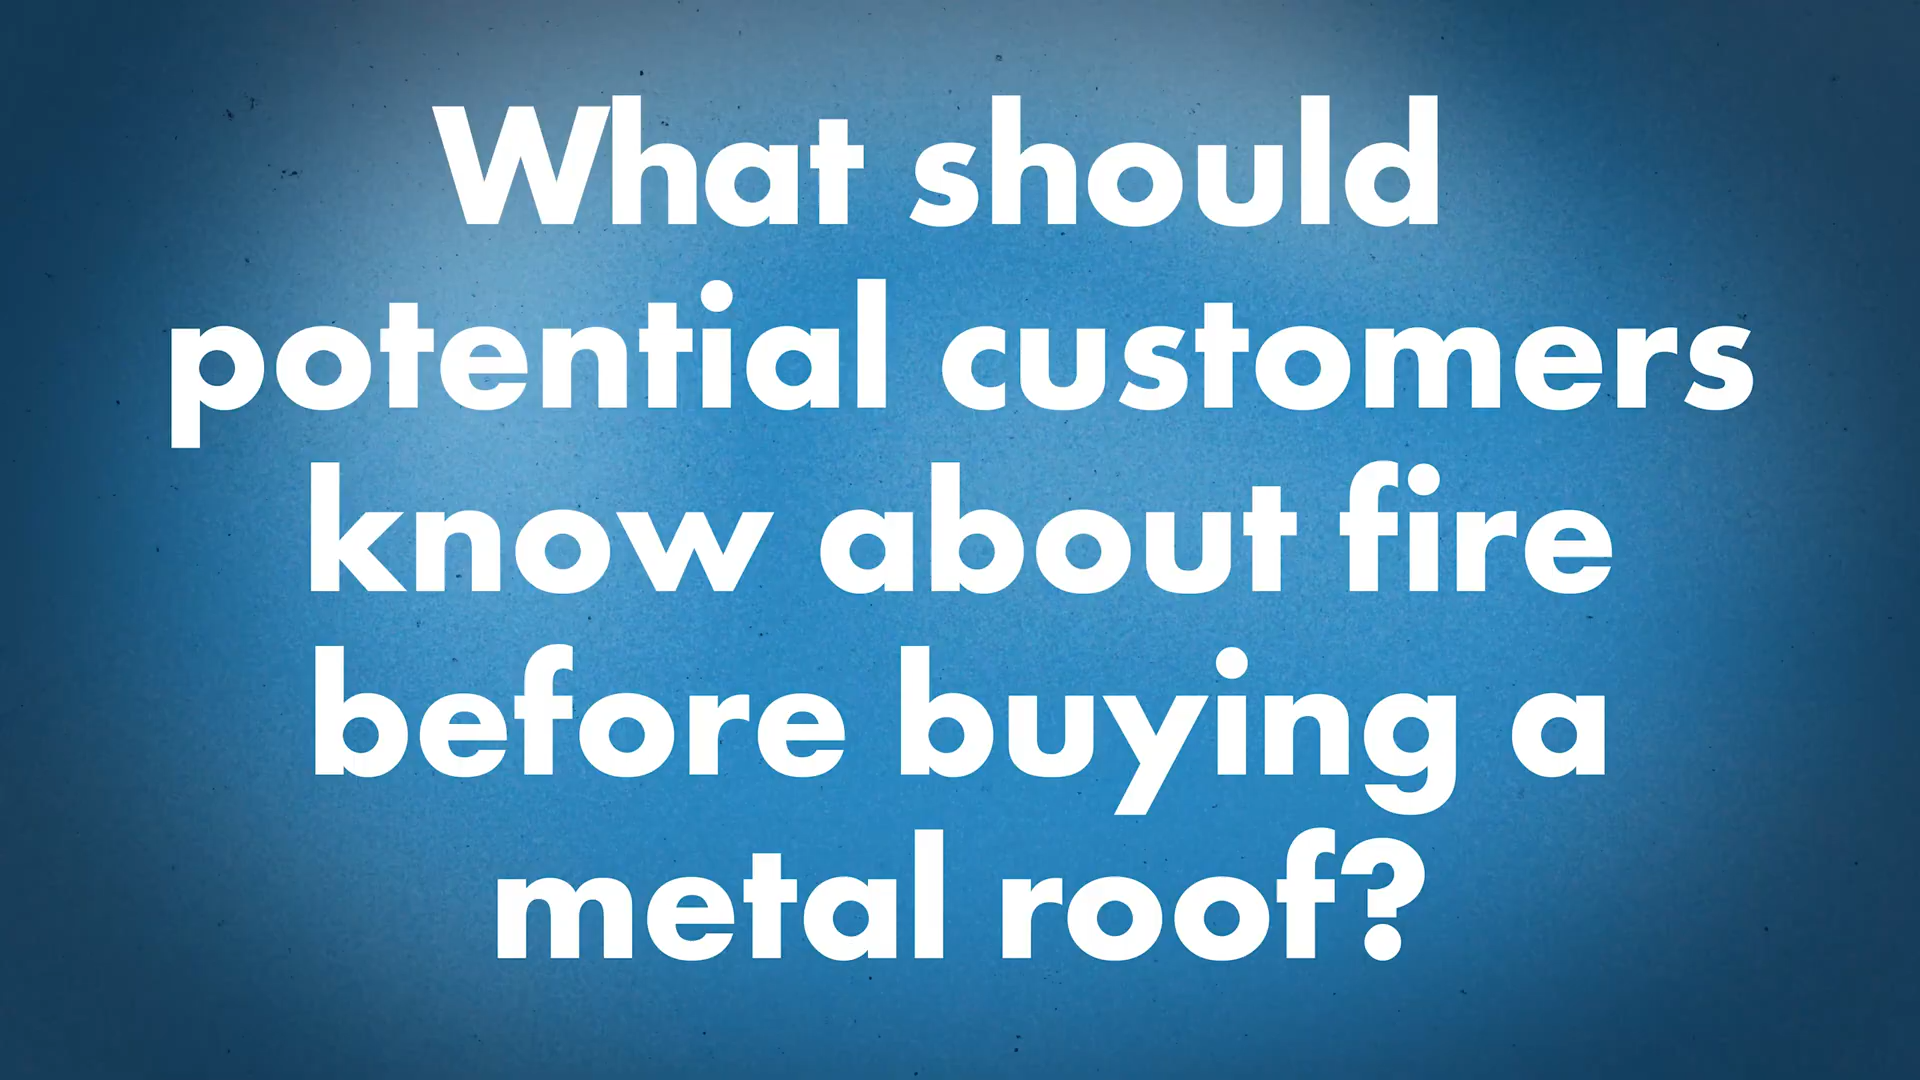 What should
potential customers
know about fire
before buying a
metal roof?